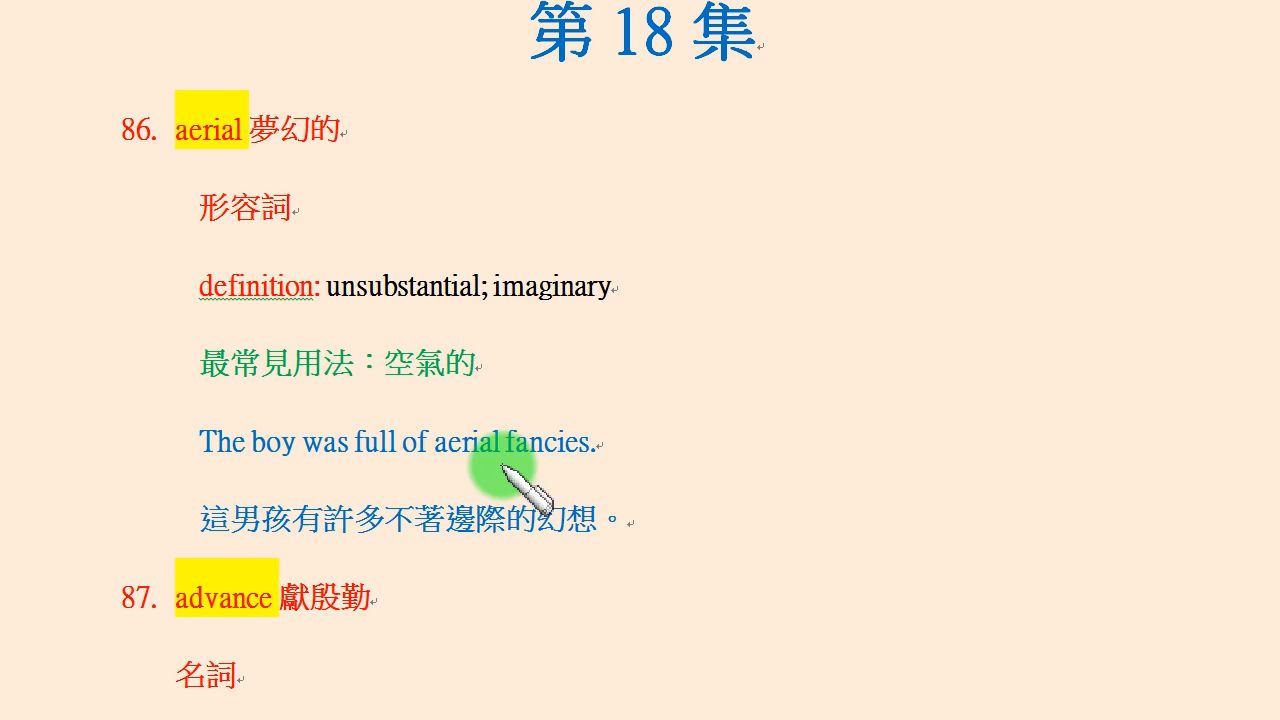 第 18 集
86. aerial 夢幻的
形容詞
definition: unsubstantial; imaginary
最常見用法：空氣的
The boy was full of aerial fancies.
這男孩有許多不著邊際的幻想。
87. advance 獻殷勤
名詞